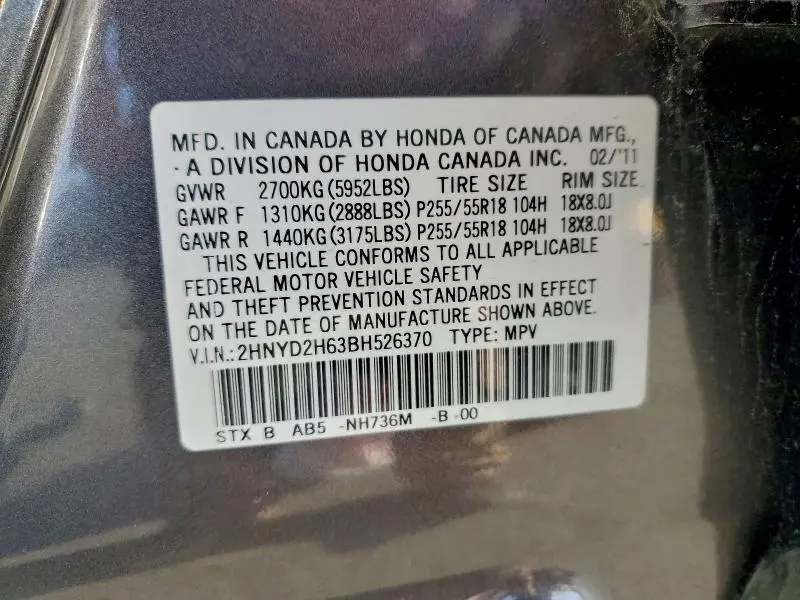 MFD. IN CANADA BY HONDA OF CANADA MFG.,
A DIVISION OF HONDA CANADA INC. 02/'11
GVWR 2700KG (5952LBS) TIRE SIZE RIM SIZE
GAWR F 1310KG (2888LBS) P255/55R18 104H 18X8.0J
GAWR R 1440KG (3175LBS) P255/55R18 104H 18X8.0J
THIS VEHICLE CONFORMS TO ALL APPLICABLE
FEDERAL MOTOR VEHICLE SAFETY
AND THEFT PREVENTION STANDARDS IN EFFECT
ON THE DATE OF MANUFACTURE SHOWN ABOVE.
V.I.N.:2HNYD2H63BH526370 TYPE: MPV
STX B AB5 -NH736M -B -00